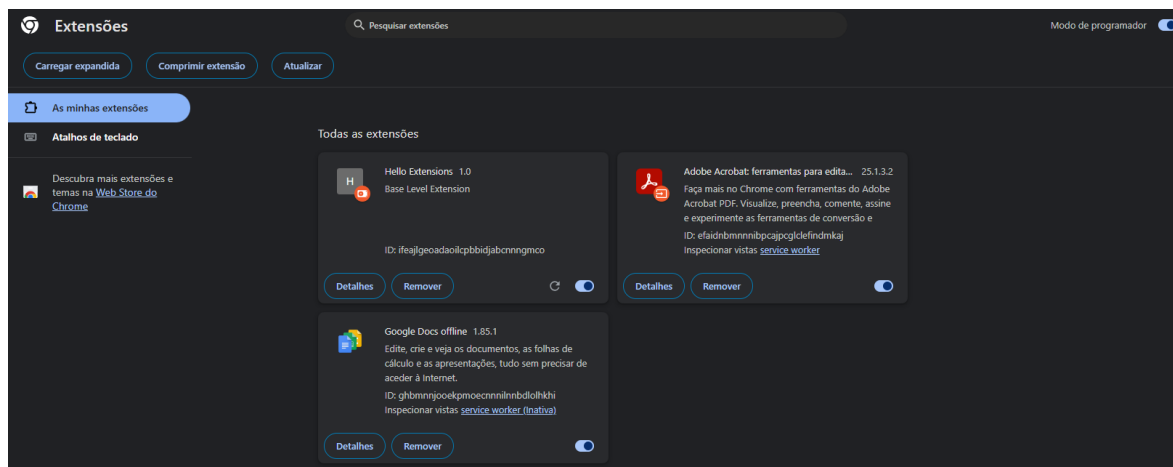 Extensões
Pesquisar extensões
Modo de programador
Carregar expandida
Comprimir extensão
Atualizar
As minhas extensões
Atalhos de teclado
Descubra mais extensões e
temas na Web Store do
Chrome
Todas as extensões
H
Hello Extensions 1.0
Base Level Extension
ID: ifeajlgeoadaoilcpbbidjabcnnngmco
Detalhes
Remover
Adobe Acrobat: ferramentas para edita... 25.1.3.2
Faça mais no Chrome com ferramentas do Adobe
Acrobat PDF. Visualize, preencha, comente, assine
e experimente as ferramentas de conversão e
ID: efaidnbmnnnibpcajpcglclefindmkaj
Inspecionar vistas service worker
Detalhes
Remover
Google Docs offline 1.85.1
Edite, crie e veja os documentos, as folhas de
cálculo e as apresentações, tudo sem precisar de
aceder à Internet.
ID: ghbmnnjooekpmoecnnnilnnbdlolhkhi
Inspecionar vistas service worker (Inativa)
Detalhes
Remover